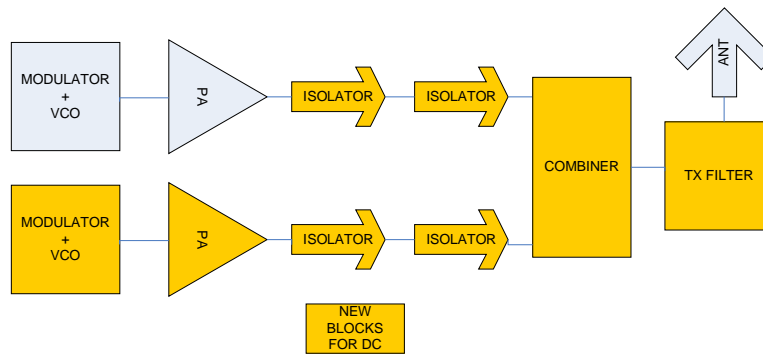 MODULATOR
+
VCO
PA
ISOLATOR
ISOLATOR
COMBINER
TX FILTER
ANT
MODULATOR
+
VCO
PA
ISOLATOR
ISOLATOR
NEW
BLOCKS
FOR DC